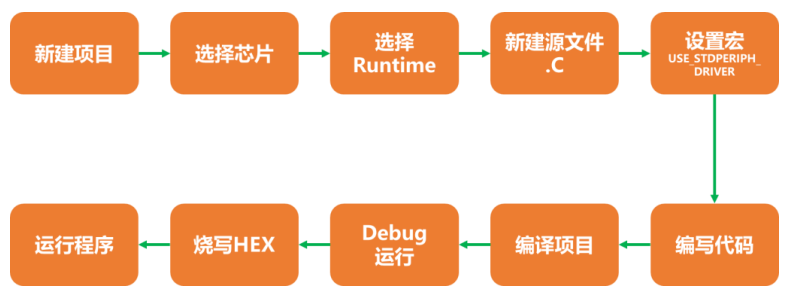 新建项目
选择芯片
选择
Runtime
新建源文件
.C
设置宏
USE_STDPERIPH_
DRIVER
编写代码
编译项目
Debug
运行
烧写HEX
运行程序